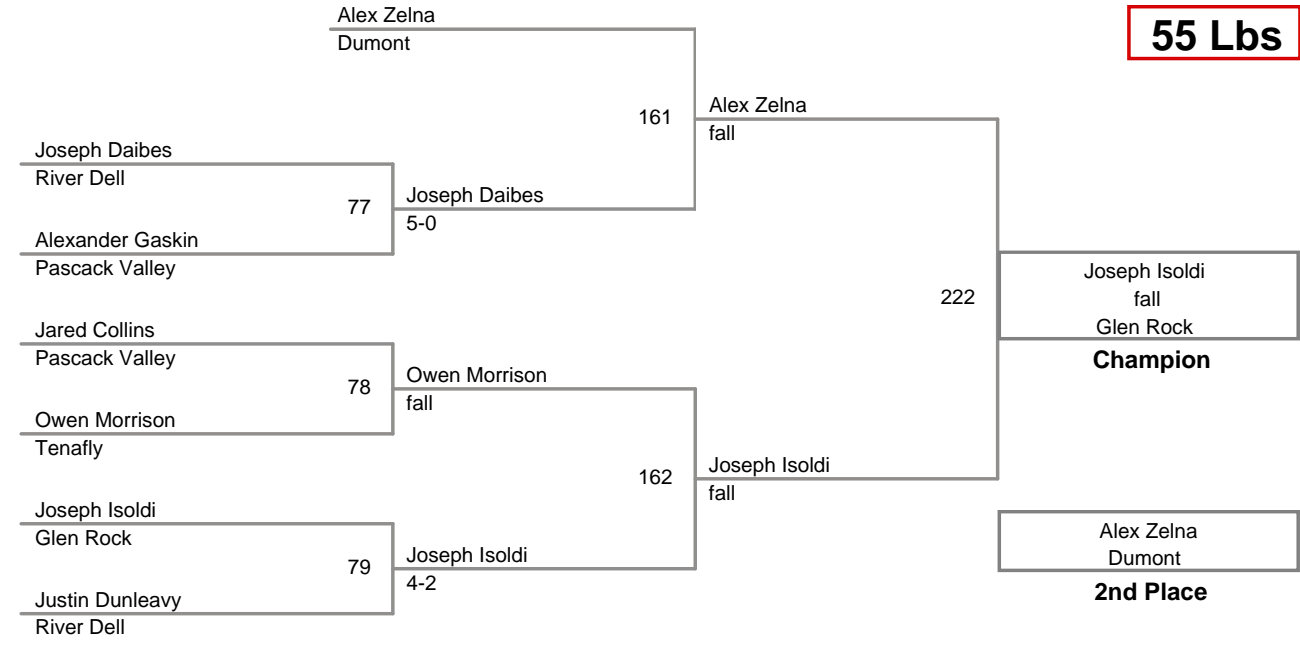 Alex Zelna
Dumont
55 Lbs
161
Alex Zelna
fall
Joseph Daibes
River Dell
77
Joseph Daibes
5-0
Alexander Gaskin
Pascack Valley
222
Joseph Isoldi
fall
Glen Rock
Champion
Jared Collins
Pascack Valley
78
Owen Morrison
fall
Owen Morrison
Tenafly
162
Joseph Isoldi
fall
Joseph Isoldi
Glen Rock
79
Joseph Isoldi
4-2
Justin Dunleavy
River Dell
Alex Zelna
Dumont
2nd Place